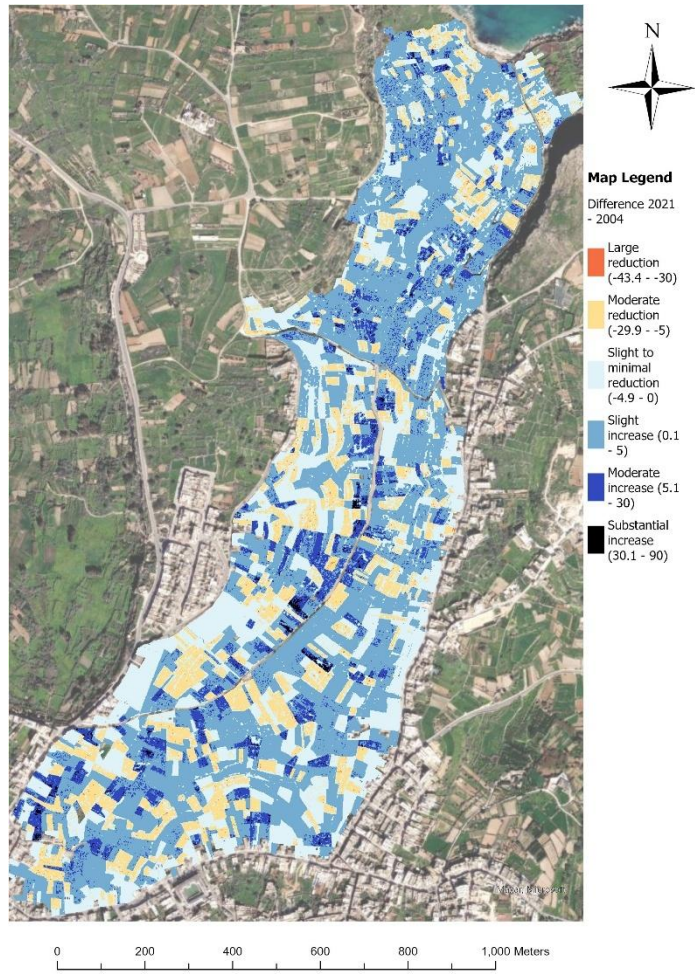 N
Map Legend
Difference 2021
- 2004
Large
reduction
(-43.4 - -30)
Moderate
reduction
(-29.9 - -5)
Slight to
minimal
reduction
(-4.9 - 0)
Slight
increase (0.1
- 5)
Moderate
increase (5.1
- 30)
Substantial
increase
(30.1 - 90)
0 200 400 600 800 1,000 Meters